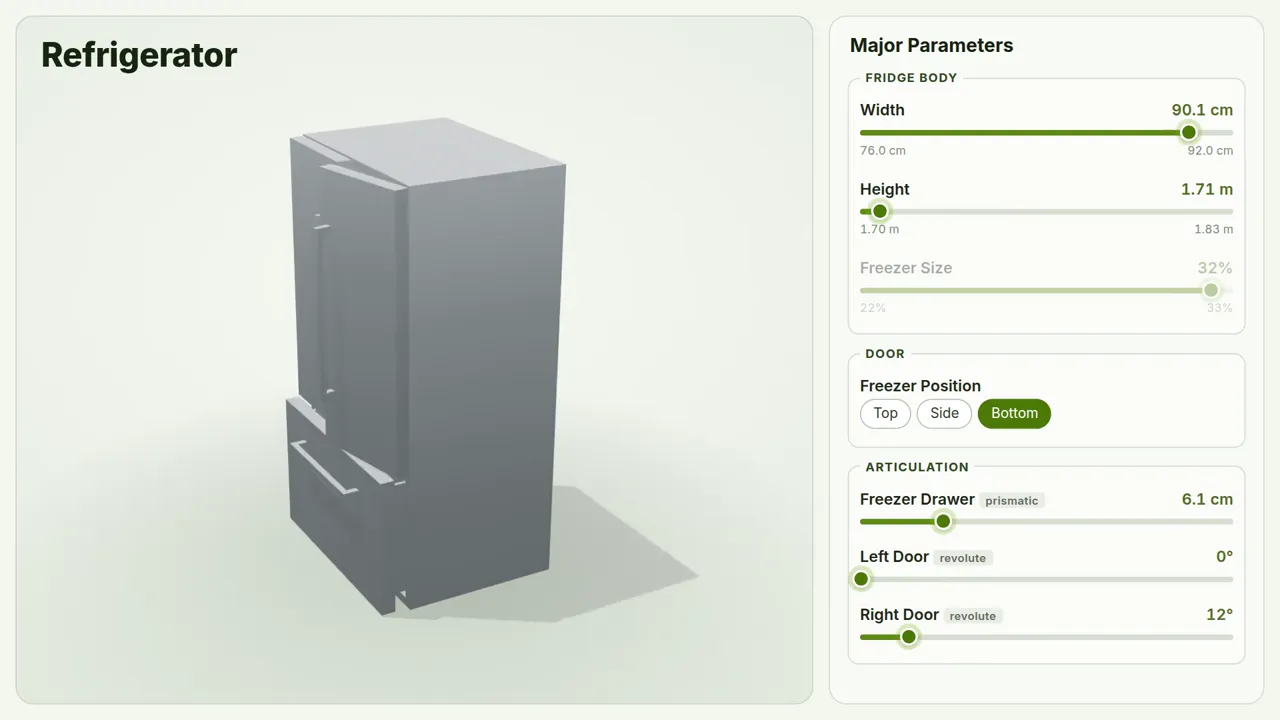 Refrigerator
Major Parameters
FRIDGE BODY
Width 90.1 cm
76.0 cm 92.0 cm
Height 1.71 m
1.70 m 1.83 m
Freezer Size 32%
22% 33%
DOOR
Freezer Position
Top Side Bottom
ARTICULATION
Freezer Drawer prismatic 6.1 cm
Left Door revolute 0°
Right Door revolute 12°